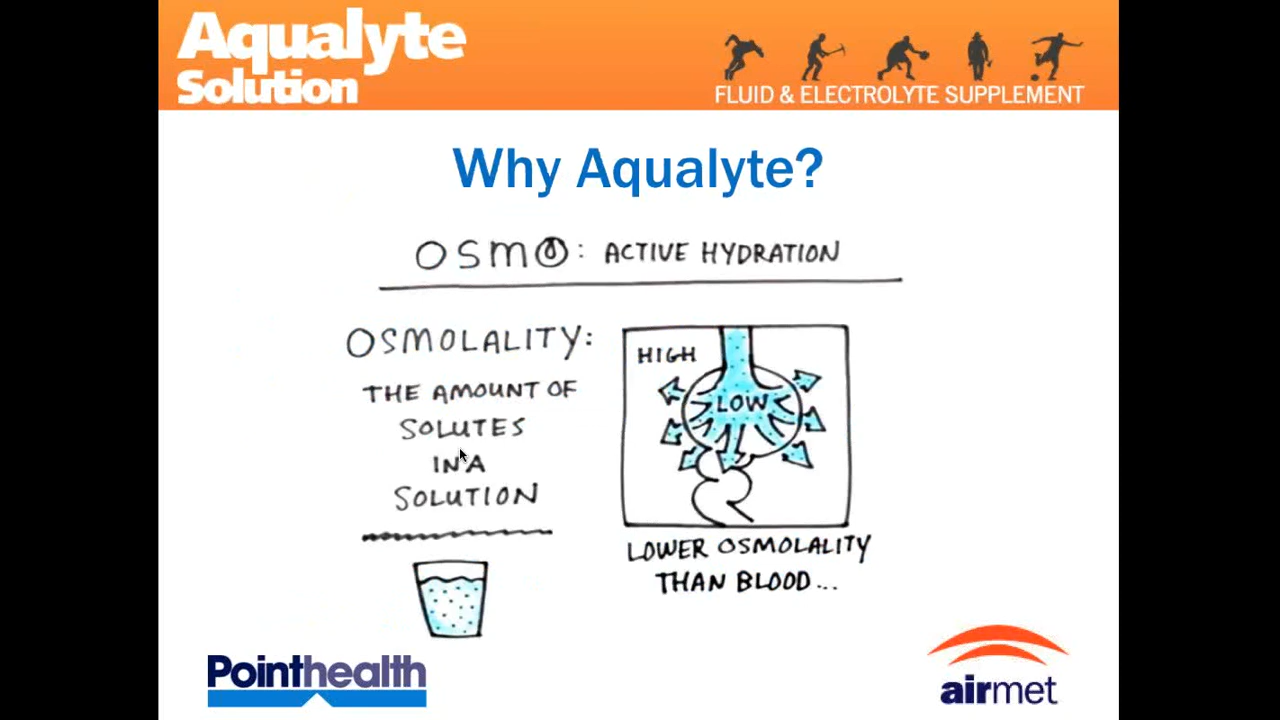 Aqualyte
Solution
FLUID & ELECTROLYTE SUPPLEMENT
Why Aqualyte?
OSMO: ACTIVE HYDRATION
OSMOLALITY:
THE AMOUNT OF
SOLUTES
IN A
SOLUTION
HIGH
LOW
LOWER OSMOLALITY
THAN BLOOD...
Pointhealth
airmet